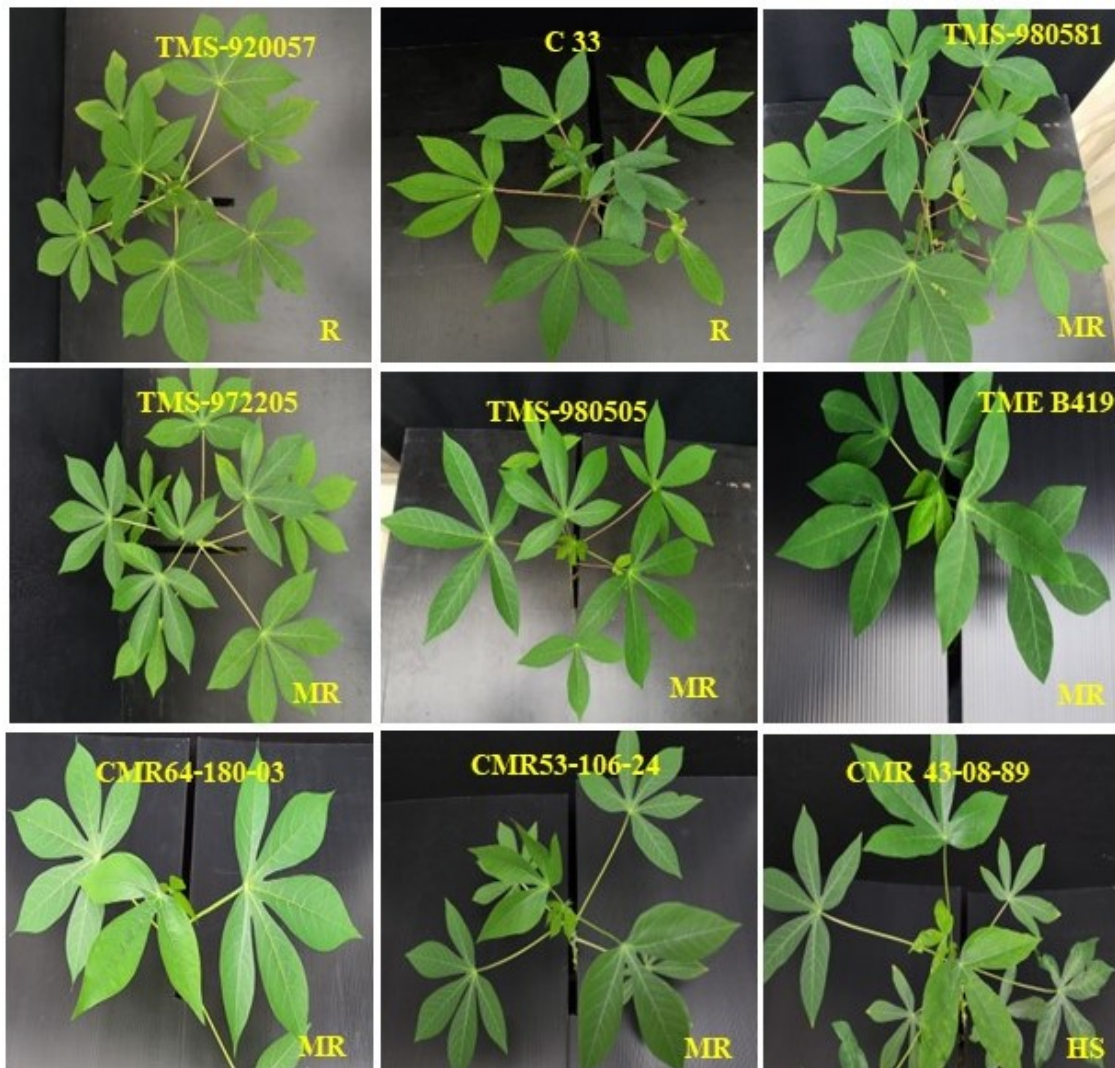 TMS-920057
R
C 33
R
TMS-980581
MR
TMS-972205
MR
TMS-980505
MR
TME B419
MR
CMR64-180-03
MR
CMR53-106-24
MR
CMR 43-08-89
HS